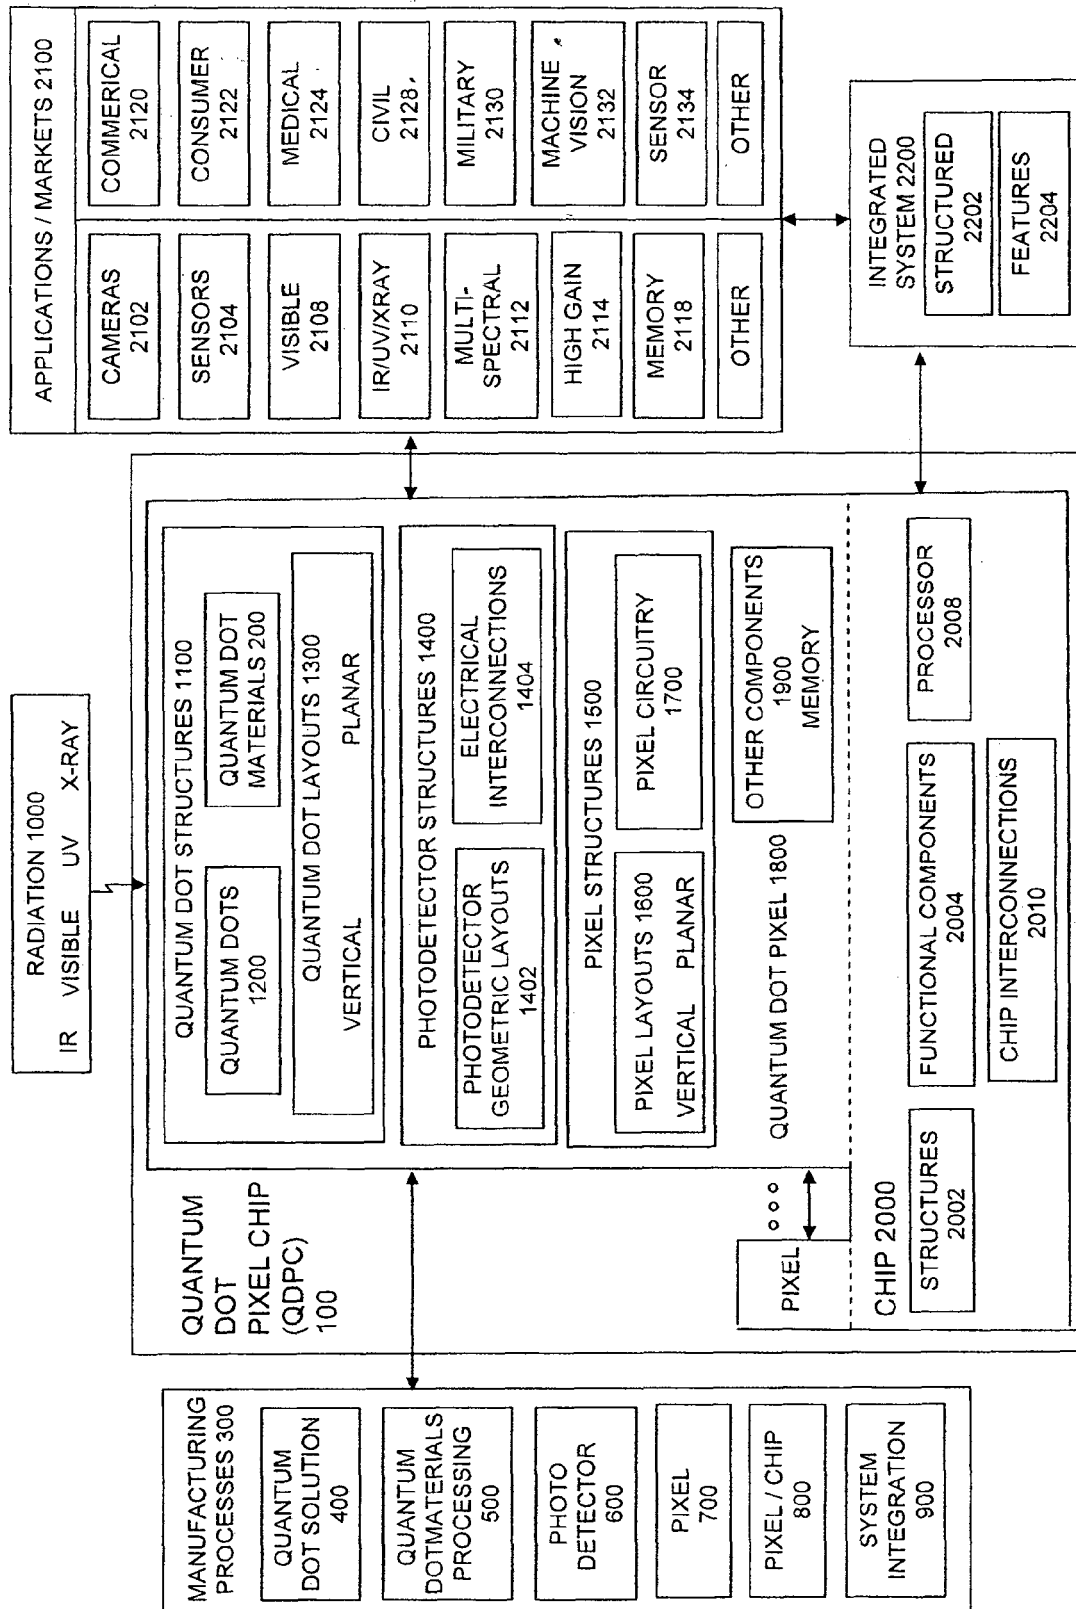 RADIATION 1000
IR VISIBLE UV X-RAY
MANUFACTURING
PROCESSES 300
QUANTUM
DOT SOLUTION
400
QUANTUM
DOTMATERIALS
PROCESSING
500
PHOTO
DETECTOR
600
PIXEL
700
PIXEL / CHIP
800
SYSTEM
INTEGRATION
900
QUANTUM
DOT
PIXEL CHIP
(QDPC)
100
QUANTUM DOT STRUCTURES 1100
QUANTUM DOTS
1200
QUANTUM DOT
MATERIALS 200
QUANTUM DOT LAYOUTS 1300
VERTICAL PLANAR
PHOTODETECTOR STRUCTURES 1400
PHOTODETECTOR
GEOMETRIC LAYOUTS
1402
ELECTRICAL
INTERCONNECTIONS
1404
PIXEL STRUCTURES 1500
PIXEL LAYOUTS 1600
VERTICAL PLANAR
PIXEL CIRCUITRY
1700
QUANTUM DOT PIXEL 1800
OTHER COMPONENTS
1900
MEMORY
PIXEL
CHIP 2000
STRUCTURES
2002
FUNCTIONAL COMPONENTS
2004
PROCESSOR
2008
CHIP INTERCONNECTIONS
2010
APPLICATIONS / MARKETS 2100
CAMERAS
2102
COMMERICAL
2120
SENSORS
2104
CONSUMER
2122
VISIBLE
2108
MEDICAL
2124
IR/UV/XRAY
2110
CIVIL
2128
MULTI-
SPECTRAL
2112
MILITARY
2130
HIGH GAIN
2114
MACHINE
VISION
2132
MEMORY
2118
SENSOR
2134
OTHER
OTHER
INTEGRATED
SYSTEM 2200
STRUCTURED
2202
FEATURES
2204